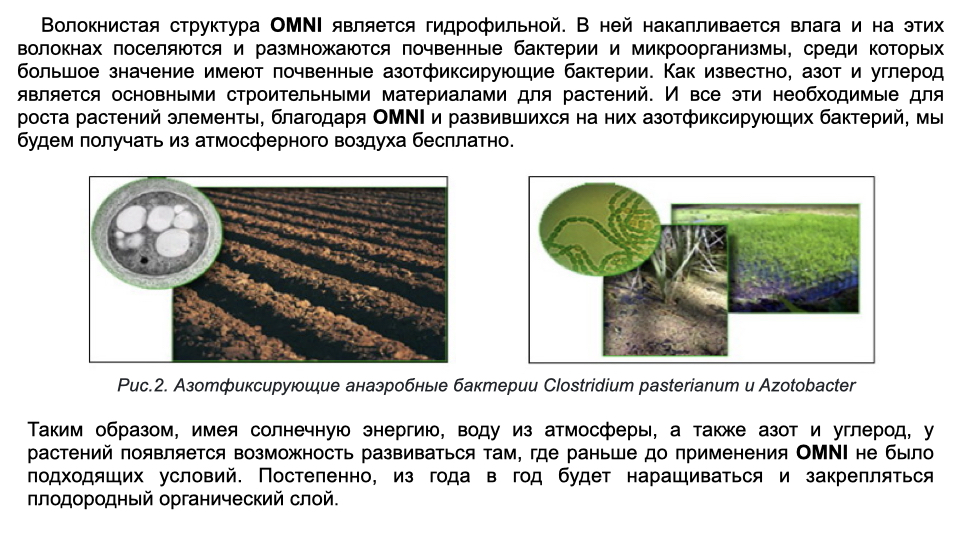 Волокнистая структура OMNI является гидрофильной. В ней накапливается влага и на этих
волокнах поселяются и размножаются почвенные бактерии и микроорганизмы, среди которых
большое значение имеют почвенные азотфиксирующие бактерии. Как известно, азот и углерод
является основными строительными материалами для растений. И все эти необходимые для
роста растений элементы, благодаря OMNI и развившихся на них азотфиксирующих бактерий, мы
будем получать из атмосферного воздуха бесплатно.
Рис.2. Азотфиксирующие анаэробные бактерии Clostridium pasterianum и Azotobacter
Таким образом, имея солнечную энергию, воду из атмосферы, а также азот и углерод, у
растений появляется возможность развиваться там, где раньше до применения OMNI не было
подходящих условий. Постепенно, из года в год будет наращиваться и закрепляться
плодородный органический слой.